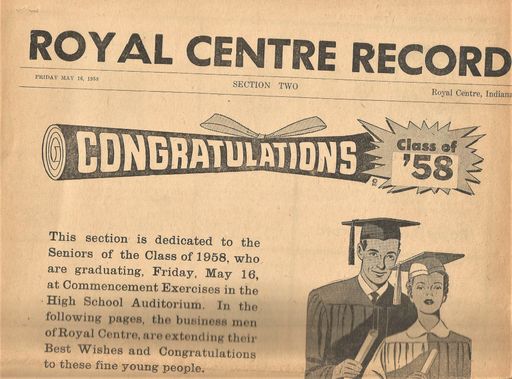 ROYAL CENTRE RECORD
FRIDAY MAY 16, 1958
SECTION TWO
Royal Centre, Indiana
CONGRATULATIONS
Class of
'58
This section is dedicated to the
Seniors of the Class of 1958, who
are graduating, Friday, May 16,
at Commencement Exercises in the
High School Auditorium. In the
following pages, the business men
of Royal Centre, are extending their
Best Wishes and Congratulations
to these fine young people.